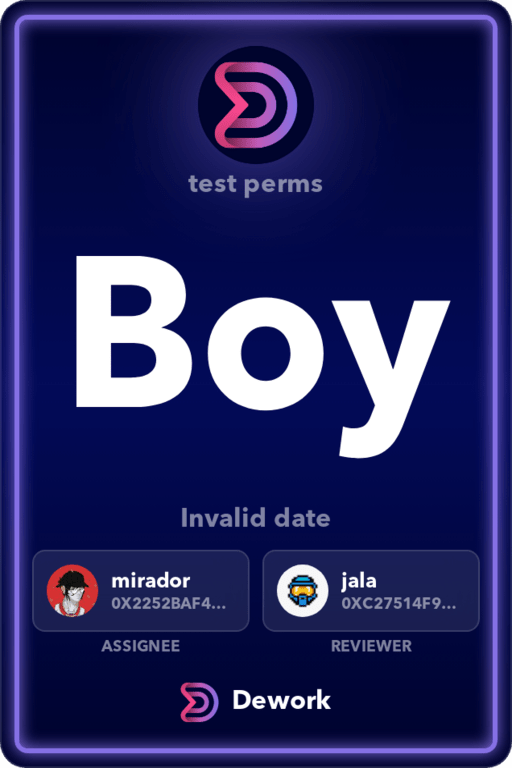 test perms
Boy
Invalid date
mirador
0X2252BAF4...
jala
0XC27514F9...
ASSIGNEE
REVIEWER
Dework